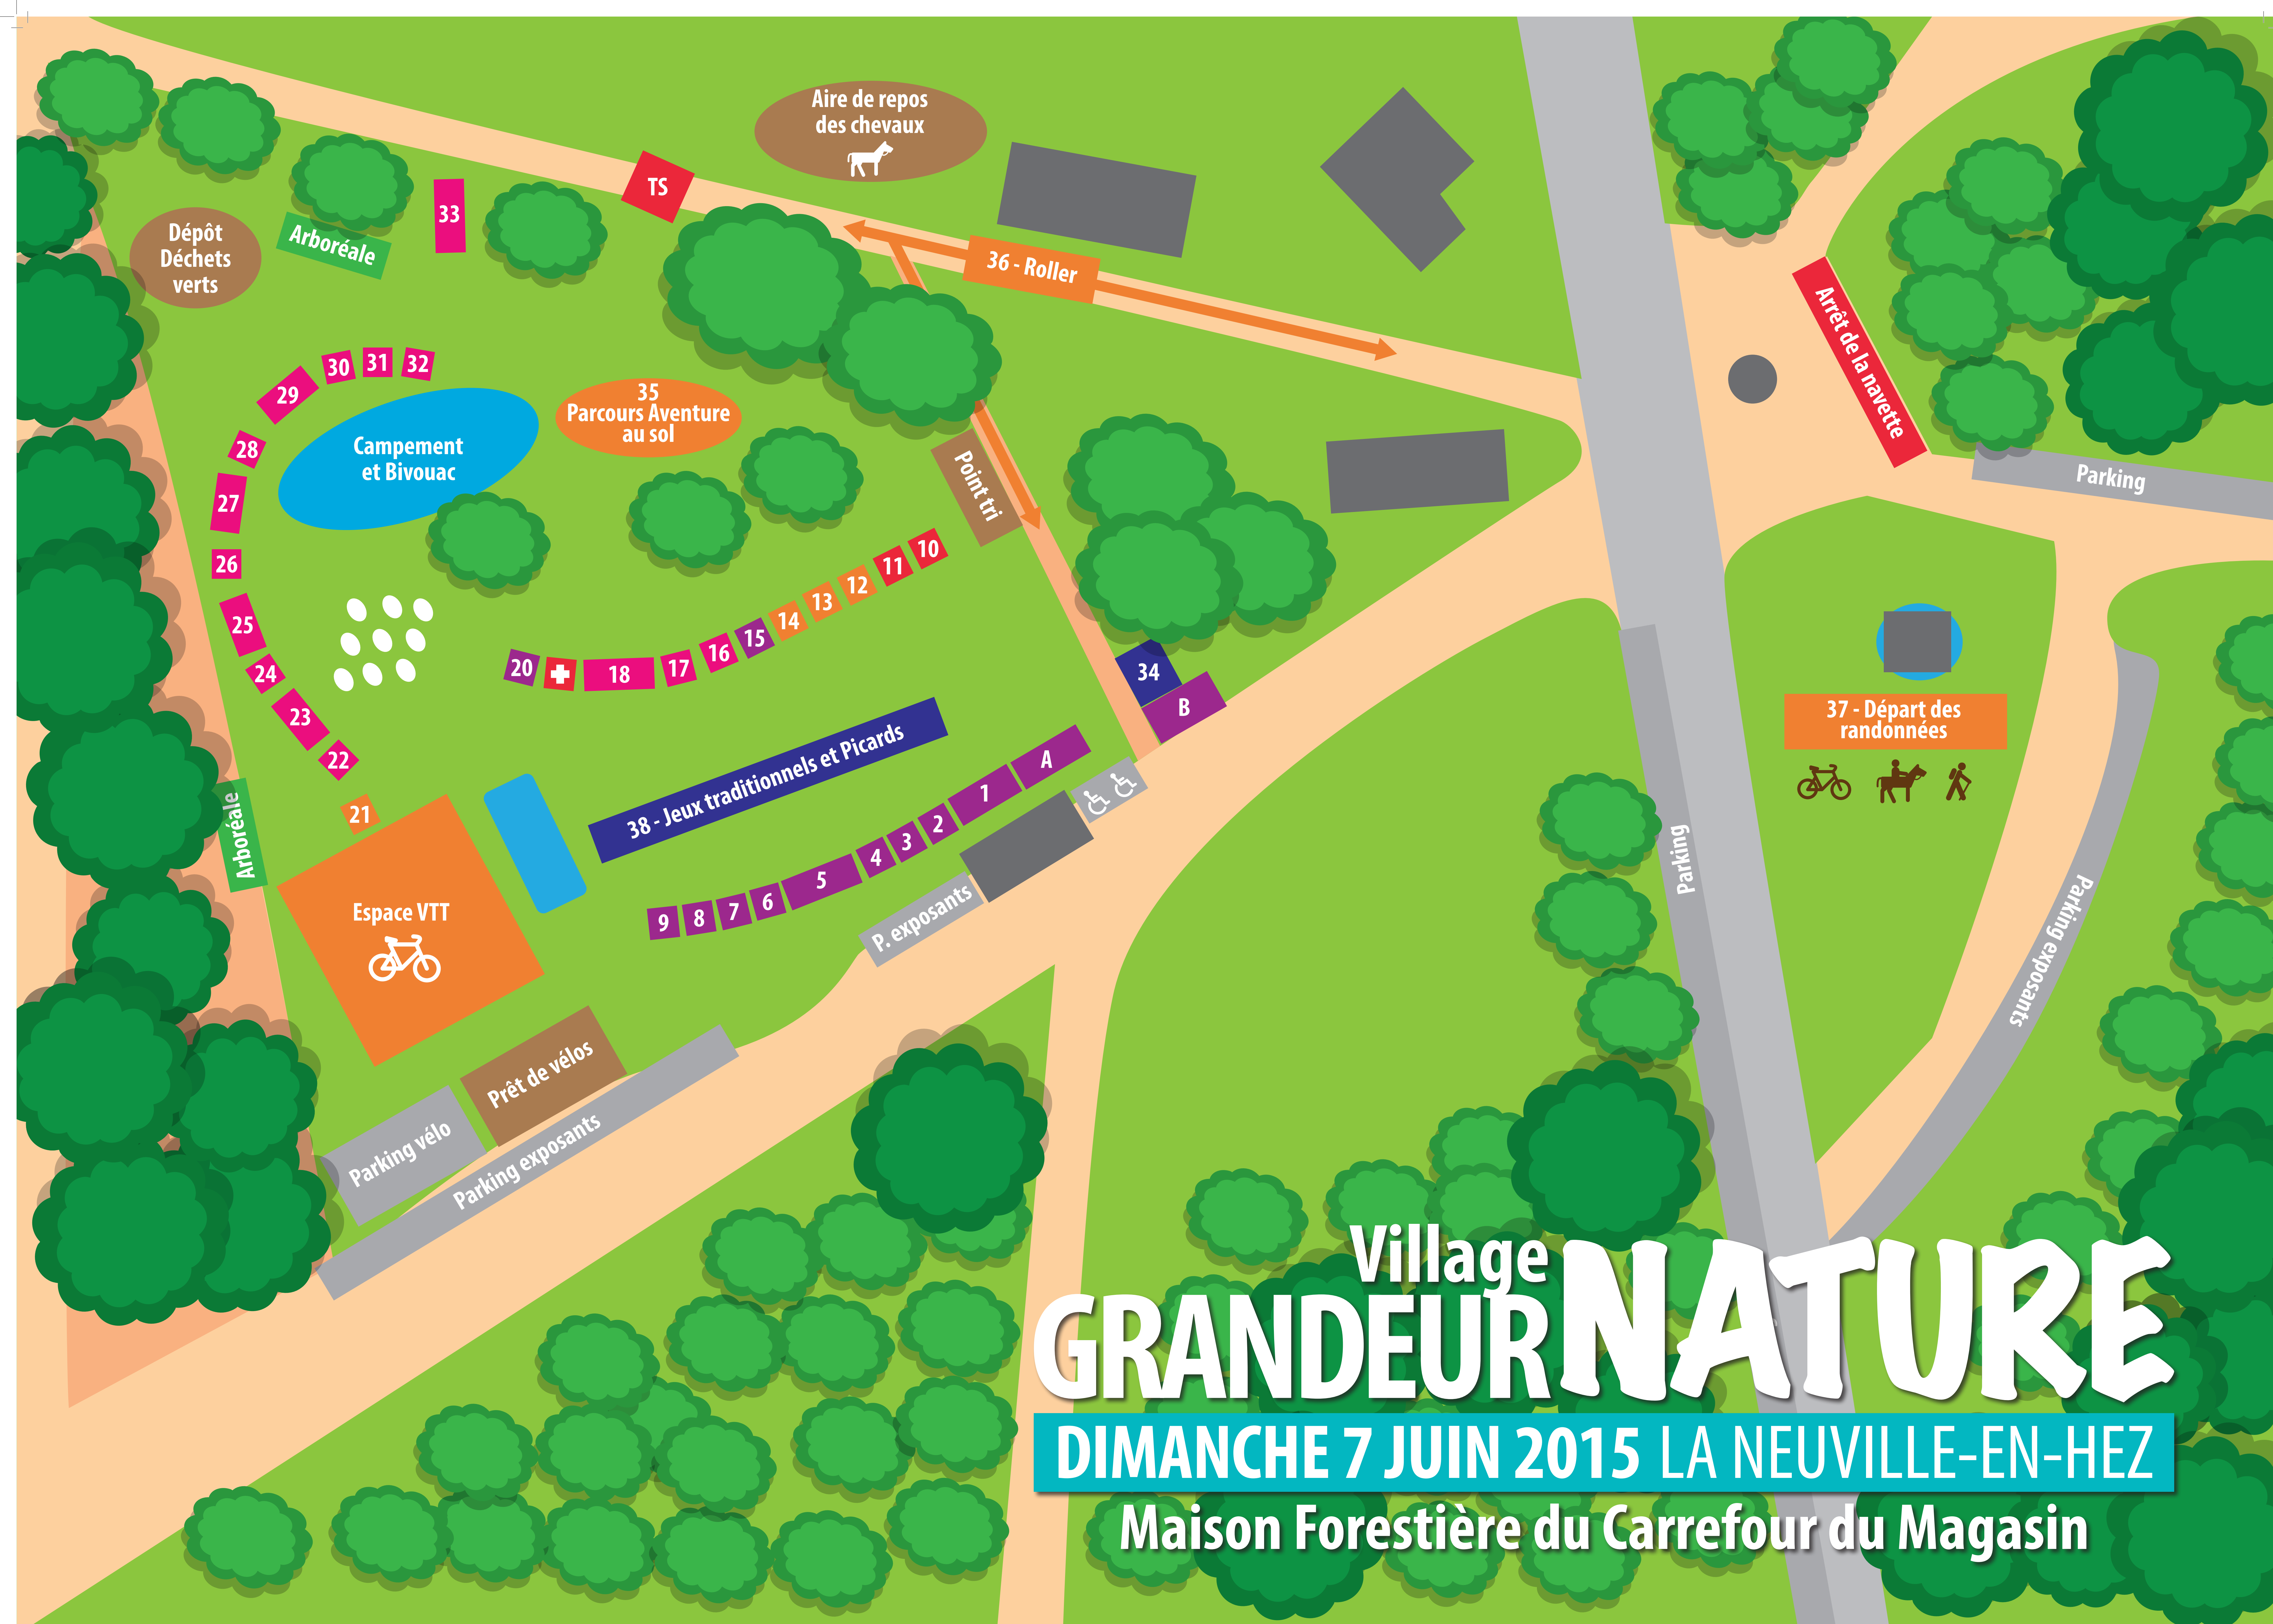 Aire de repos
des chevaux
TS
33
Arboréale
Dépôt
Déchets
verts
36 - Roller
Arrêt de la navette
Parking
30
31
32
29
28
27
26
25
24
23
22
21
Campement
et Bivouac
35
Parcours Aventure
au sol
Point tri
10
11
12
13
14
15
16
17
18
20
34
B
A
1
2
3
4
5
6
7
8
9
38 - Jeux traditionnels et Picards
37 - Départ des
randonnées
Arboréale
Espace VTT
P. exposants
Parking
Parking exposants
Prêt de vélos
Parking vélo
Parking exposants
Village
GRANDEUR NATURE
DIMANCHE 7 JUIN 2015 LA NEUVILLE-EN-HEZ
Maison Forestière du Carrefour du Magasin